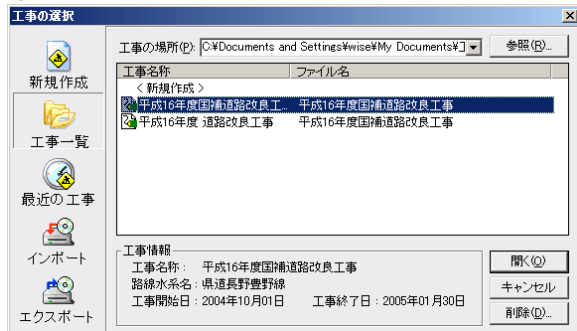 工事の選択
新規作成
工事一覧
最近の工事
インポート
エクスポート
工事の場所(P): C:¥Documents and Settings¥wise¥My Documents¥
参照(R)...
工事名称 ファイル名
<新規作成>
平成16年度国補道路改良工... 平成16年度国補道路改良工事
平成16年度 道路改良工事 平成16年度国補道路改良工事
工事情報
工事名称: 平成16年度国補道路改良工事
路線水系名:県道長野豊野線
工事開始日:2004年10月01日 工事終了日:2005年01月30日
開く(O)
キャンセル
削除(D)...